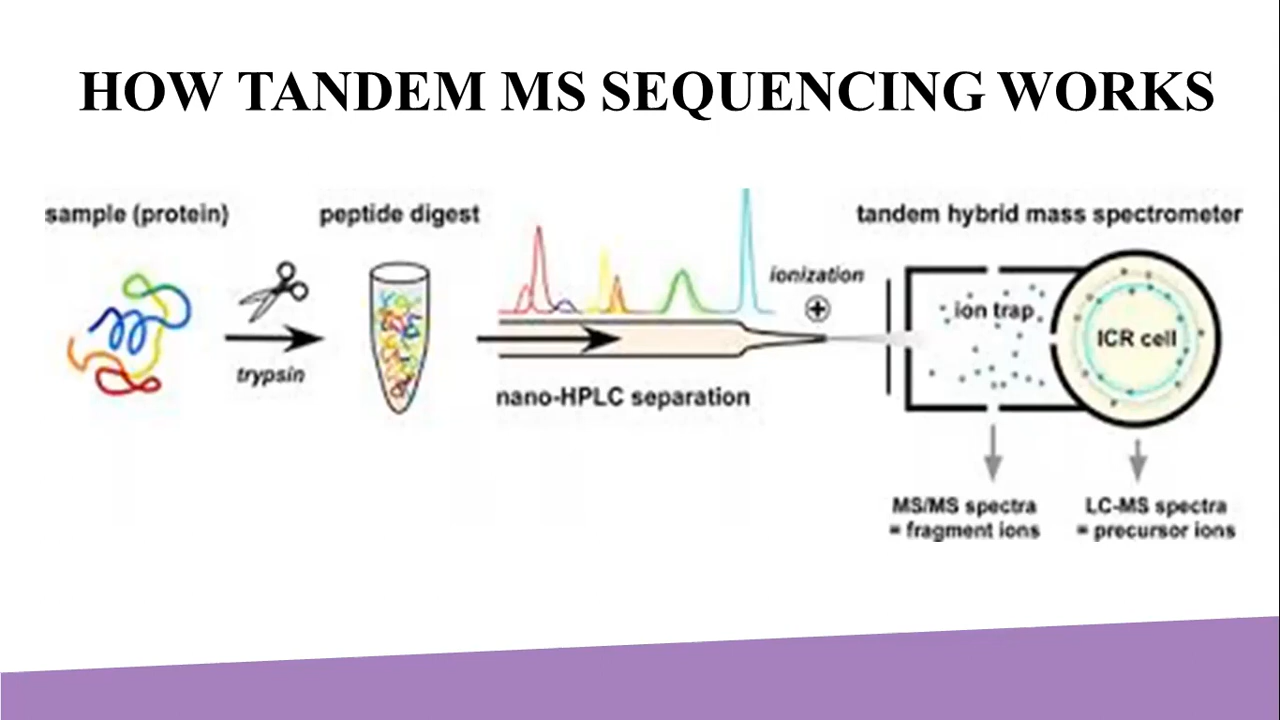 HOW TANDEM MS SEQUENCING WORKS
sample (protein)
peptide digest
tandem hybrid mass spectrometer
ionization
+
ion trap
ICR cell
trypsin
nano-HPLC separation
MS/MS spectra
= fragment ions
LC-MS spectra
= precursor ions